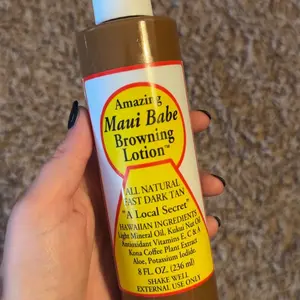 Amazing
Maui Babe
Browning
Lotion™
ALL NATURAL
FAST DARK TAN
"A Local Secret"
HAWAIIAN INGREDIENTS
Light Mineral Oil, Kukui Nut Oil
Antioxidant Vitamins E, C & A
Kona Coffee Plant Extract
Aloe, Potassium Iodide
8 FL. OZ (236 ml)
SHAKE WELL
EXTERNAL USE ONLY